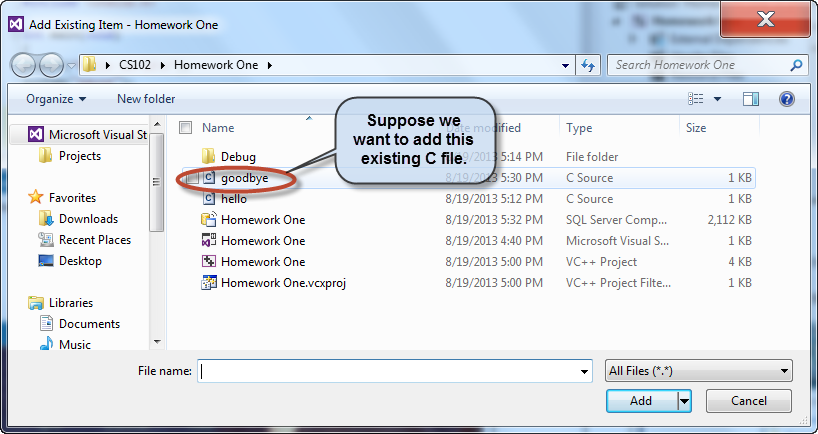 Add Existing Item - Homework One
CS102 Homework One
Search Homework One
Organize New folder
Suppose we
want to add this
existing C file.
Microsoft Visual St
Projects
Favorites
Downloads
Recent Places
Desktop
Libraries
Documents
Music
Name Date modified Type Size
Debug 8/19/2013 5:14 PM File folder
goodbye 8/19/2013 5:30 PM C Source 1 KB
hello 8/19/2013 5:12 PM C Source 1 KB
Homework One 8/19/2013 5:32 PM SQL Server Comp... 2,112 KB
Homework One 8/19/2013 4:40 PM Microsoft Visual S... 1 KB
Homework One 8/19/2013 5:00 PM VC++ Project 4 KB
Homework One.vcxproj 8/19/2013 5:00 PM VC++ Project Filte... 1 KB
File name:
All Files (*.*)
Add Cancel